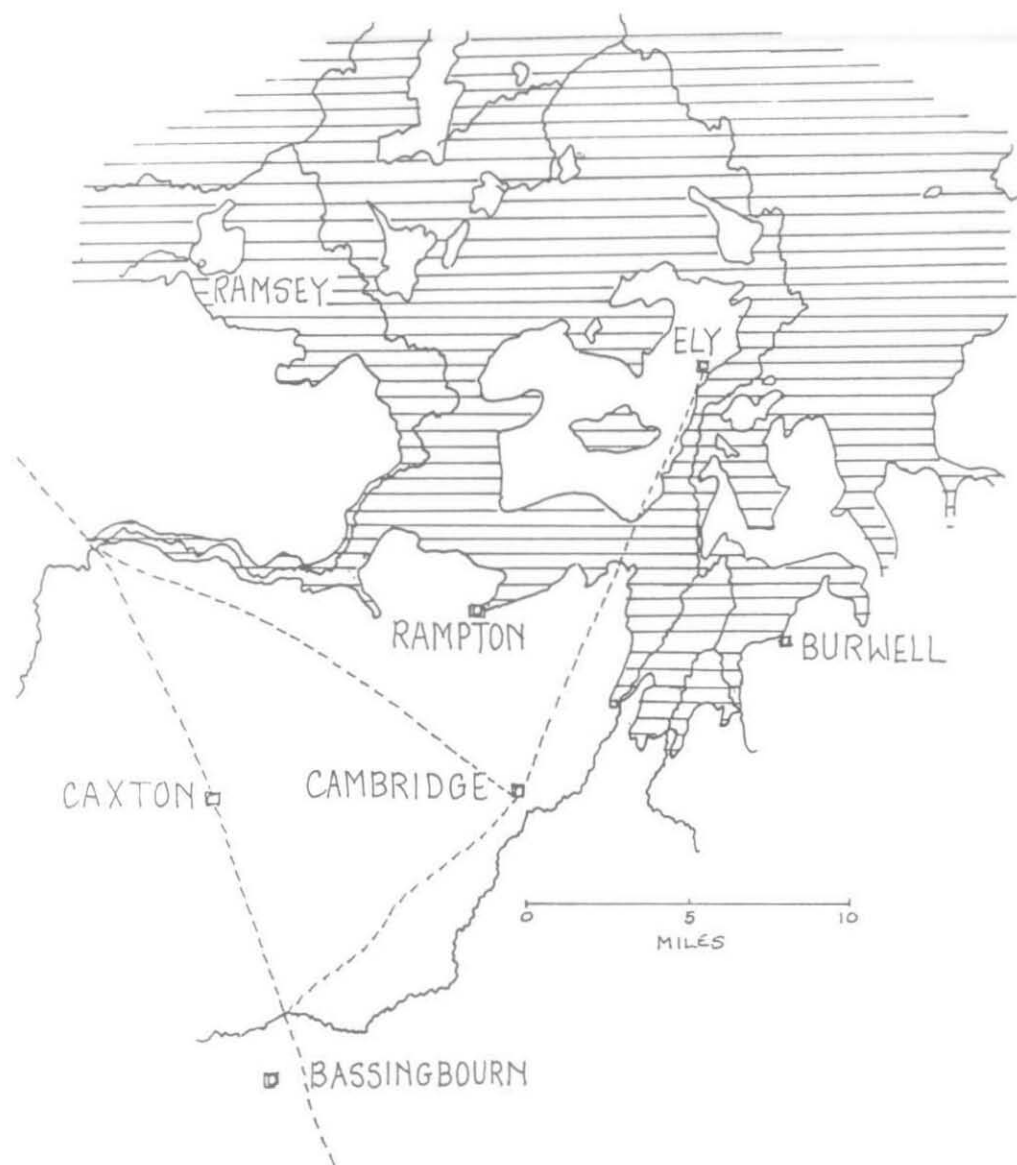 RAMSEY
ELY
RAMPTON
BURWELL
CAXTON
CAMBRIDGE
0 5 10
MILES
BASSINGBOURN